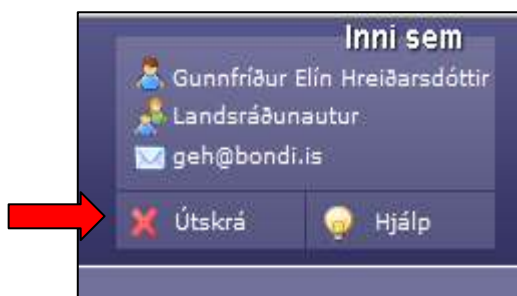 Inni sem
Gunnfríður Elín Hreiðarsdóttir
Landsráðunautur
geh@bondi.is
Útskrá
Hjálp